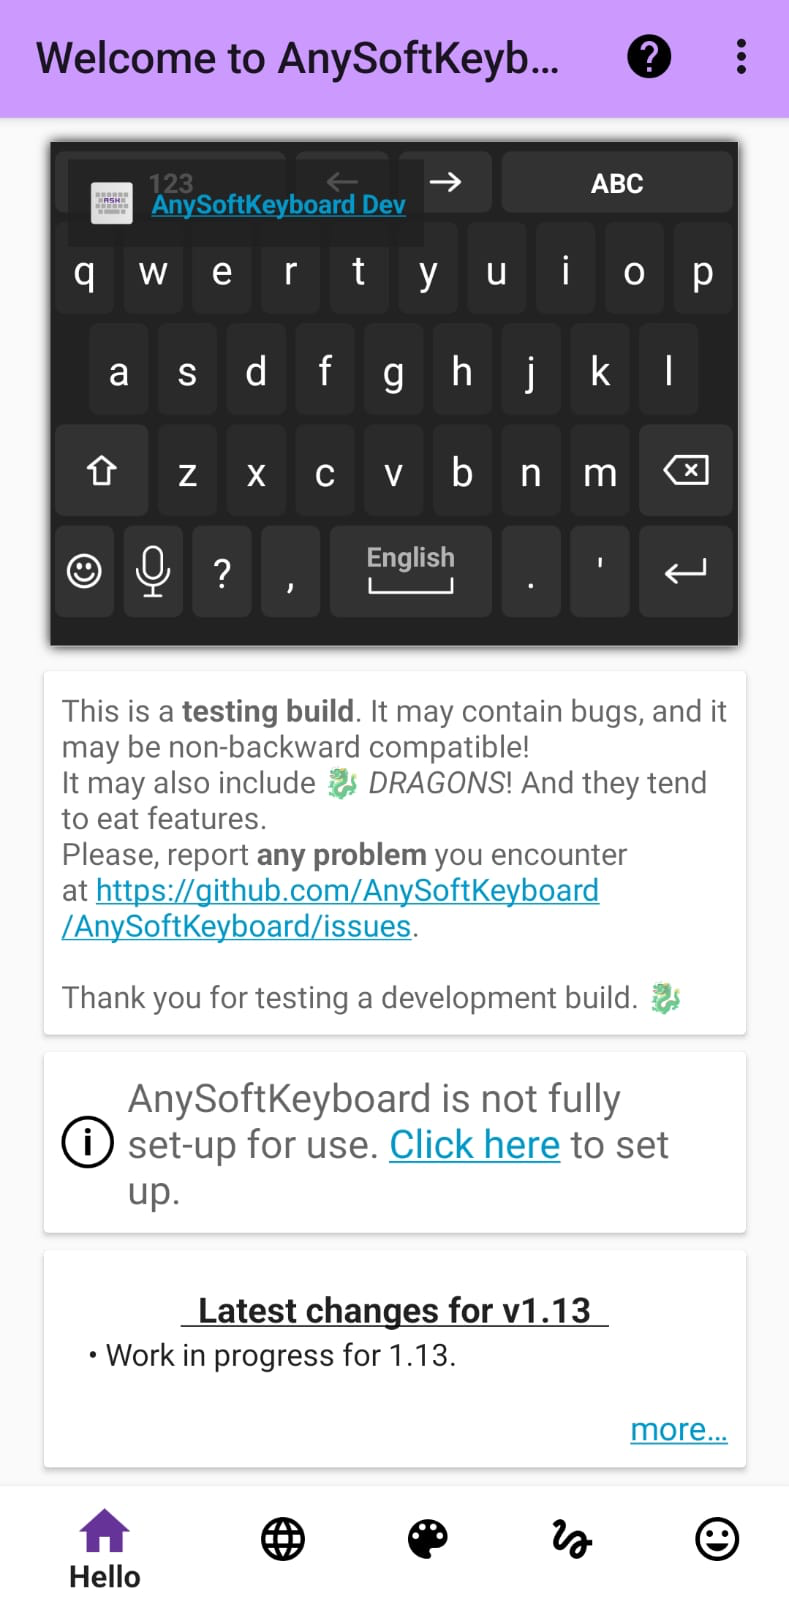 Welcome to AnySoftKeyb...
123 ABC
ASK
AnySoftKeyboard Dev
q w e r t y u i o p
a s d f g h j k l
z x c v b n m
? , English . '
This is a testing build. It may contain bugs, and it
may be non-backward compatible!
It may also include 🐉 DRAGONS! And they tend
to eat features.
Please, report any problem you encounter
at https://github.com/AnySoftKeyboard
/AnySoftKeyboard/issues.
Thank you for testing a development build. 🐉
AnySoftKeyboard is not fully
set-up for use. Click here to set
up.
Latest changes for v1.13
• Work in progress for 1.13.
more...
Hello